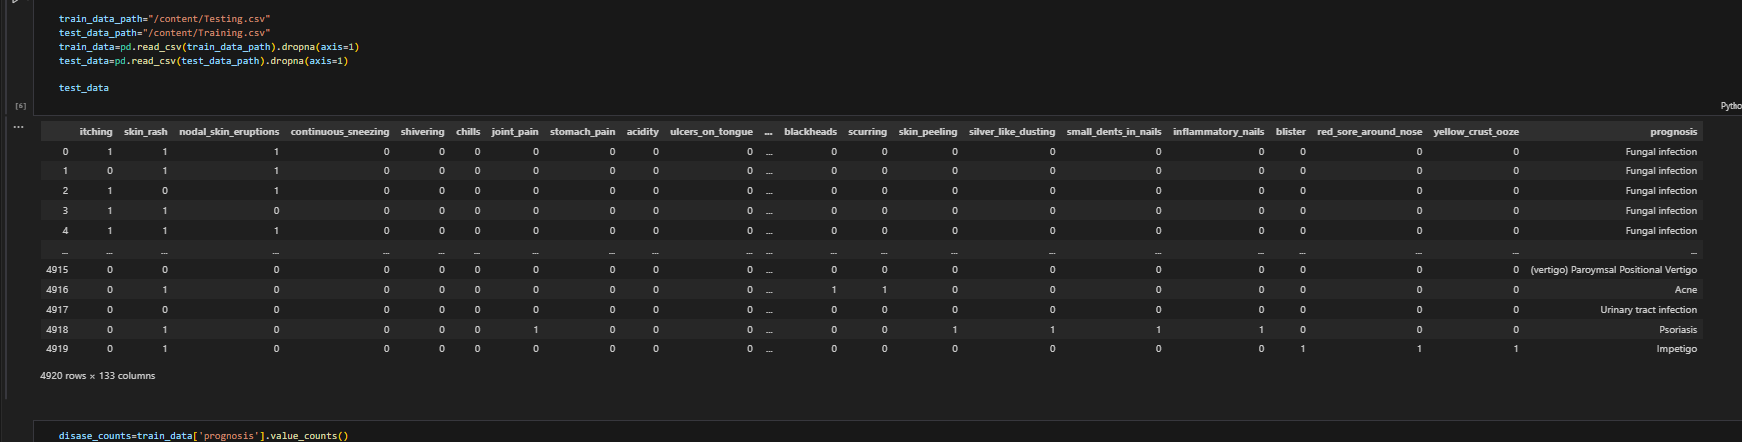 train_data_path="/content/Testing.csv"
test_data_path="/content/Training.csv"
train_data=pd.read_csv(train_data_path).dropna(axis=1)
test_data=pd.read_csv(test_data_path).dropna(axis=1)
test_data
[6]
Pytho
...
itching skin_rash nodal_skin_eruptions continuous_sneezing shivering chills joint_pain stomach_pain acidity ulcers_on_tongue ... blackheads scurring skin_peeling silver_like_dusting small_dents_in_nails inflammatory_nails blister red_sore_around_nose yellow_crust_ooze prognosis
0 1 1 1 0 0 0 0 0 0 0 ... 0 0 0 0 0 0 0 0 0 Fungal infection
1 0 1 1 0 0 0 0 0 0 0 ... 0 0 0 0 0 0 0 0 0 Fungal infection
2 1 0 1 0 0 0 0 0 0 0 ... 0 0 0 0 0 0 0 0 0 Fungal infection
3 1 1 0 0 0 0 0 0 0 0 ... 0 0 0 0 0 0 0 0 0 Fungal infection
4 1 1 1 0 0 0 0 0 0 0 ... 0 0 0 0 0 0 0 0 0 Fungal infection
... ... ... ... ... ... ... ... ... ... ... ... ... ... ... ... ... ... ... ... ... ...
4915 0 0 0 0 0 0 0 0 0 0 ... 0 0 0 0 0 0 0 0 0 (vertigo) Paroymsal Positional Vertigo
4916 0 1 0 0 0 0 0 0 0 0 ... 1 1 0 0 0 0 0 0 0 Acne
4917 0 0 0 0 0 0 0 0 0 0 ... 0 0 0 0 0 0 0 0 0 Urinary tract infection
4918 0 1 0 0 0 0 1 0 0 0 ... 0 0 1 1 1 1 0 0 0 Psoriasis
4919 0 1 0 0 0 0 0 0 0 0 ... 0 0 0 0 0 0 1 1 1 Impetigo
4920 rows × 133 columns
disase_counts=train_data['prognosis'].value_counts()